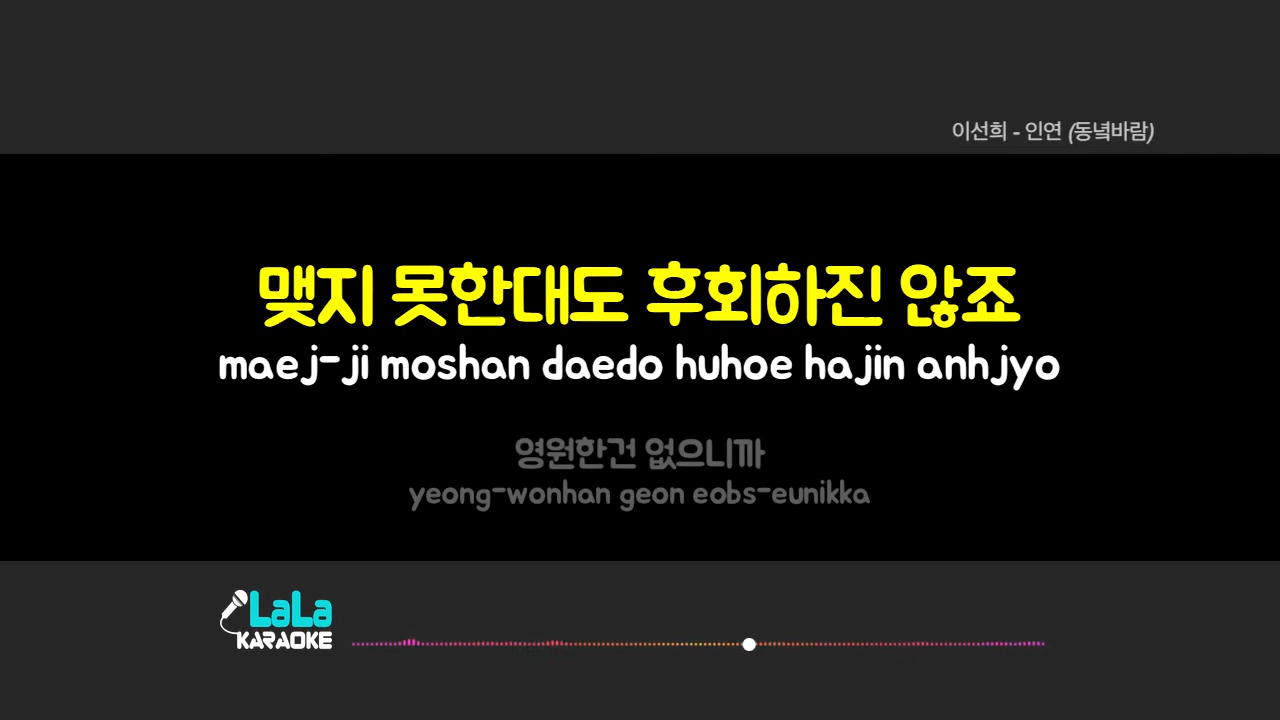 이선희 - 인연 (동녘바람)
맺지 못한대도 후회하진 않죠
maej-ji moshan daedo huhoe hajin anhjyo
영원한건 없으니까
yeong-wonhan geon eobs-eunikka
LaLa
KARAOKE